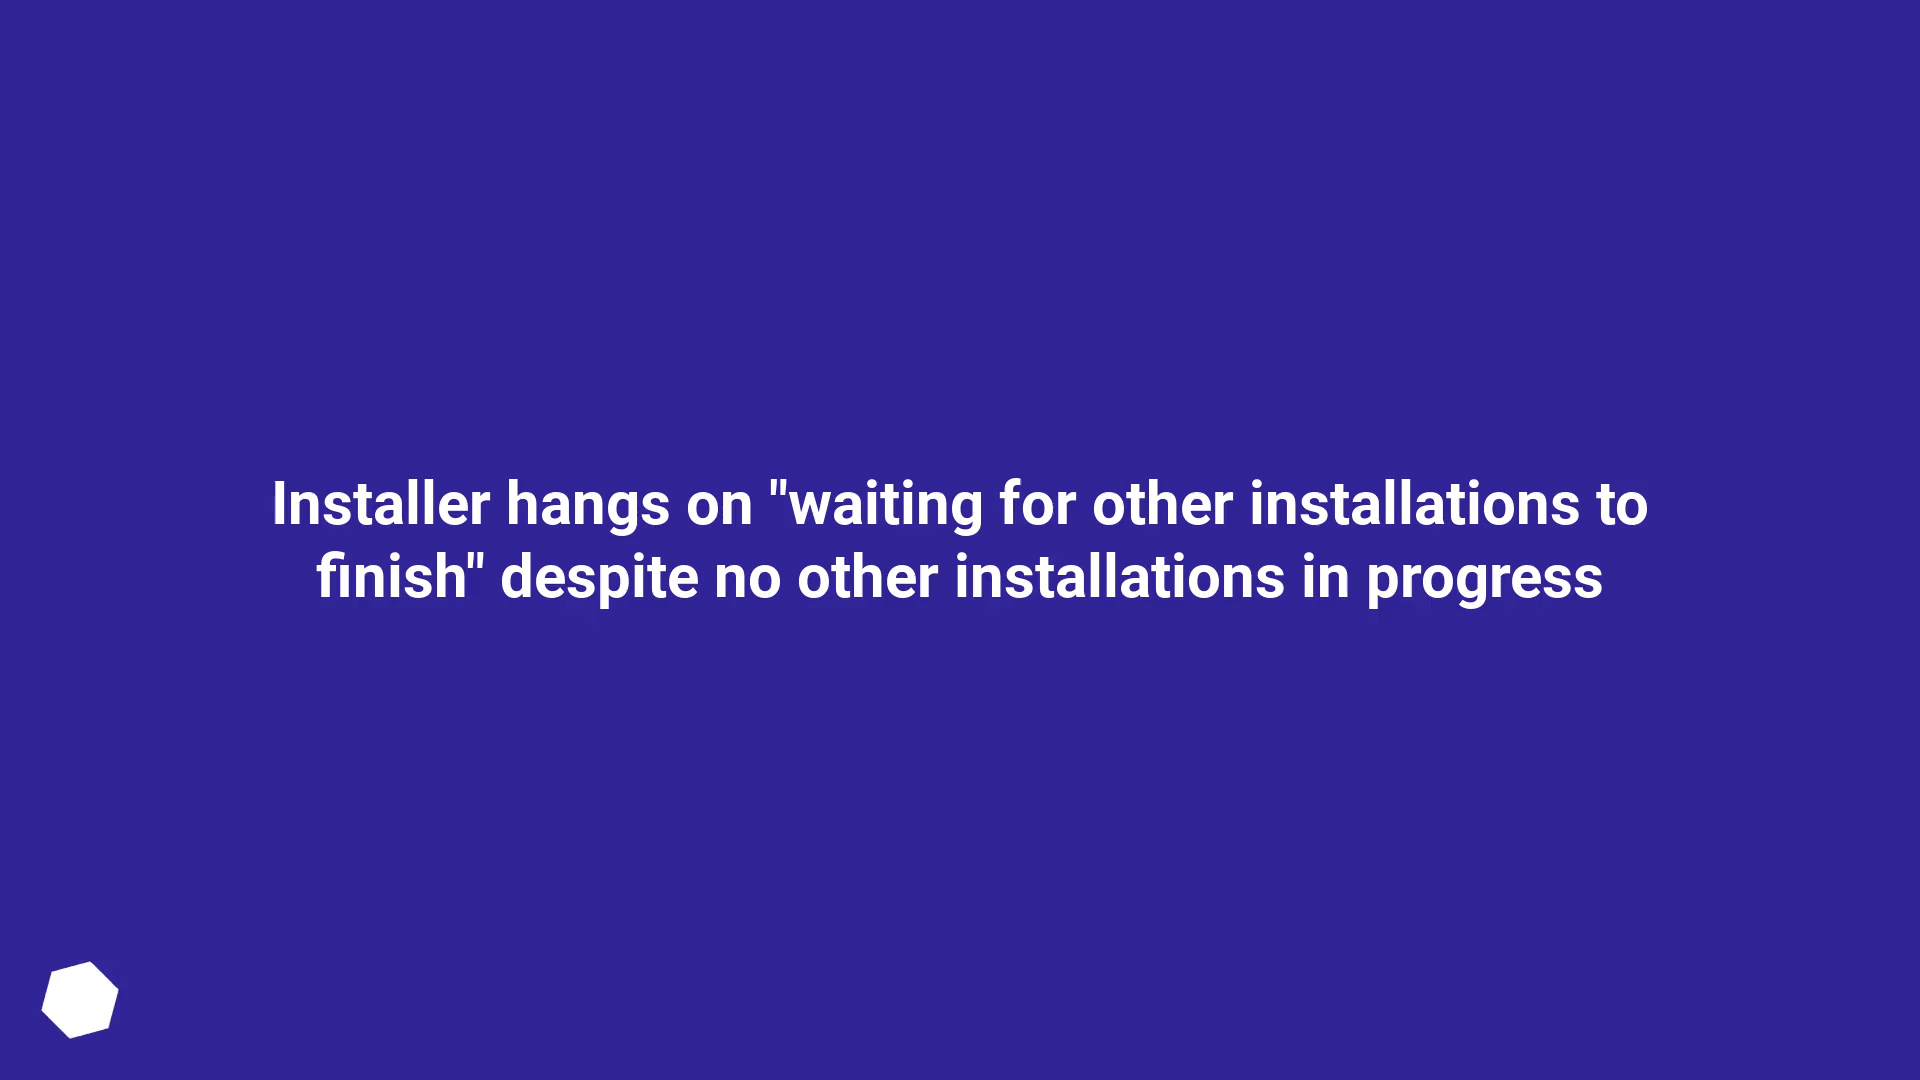 Installer hangs on "waiting for other installations to
finish" despite no other installations in progress